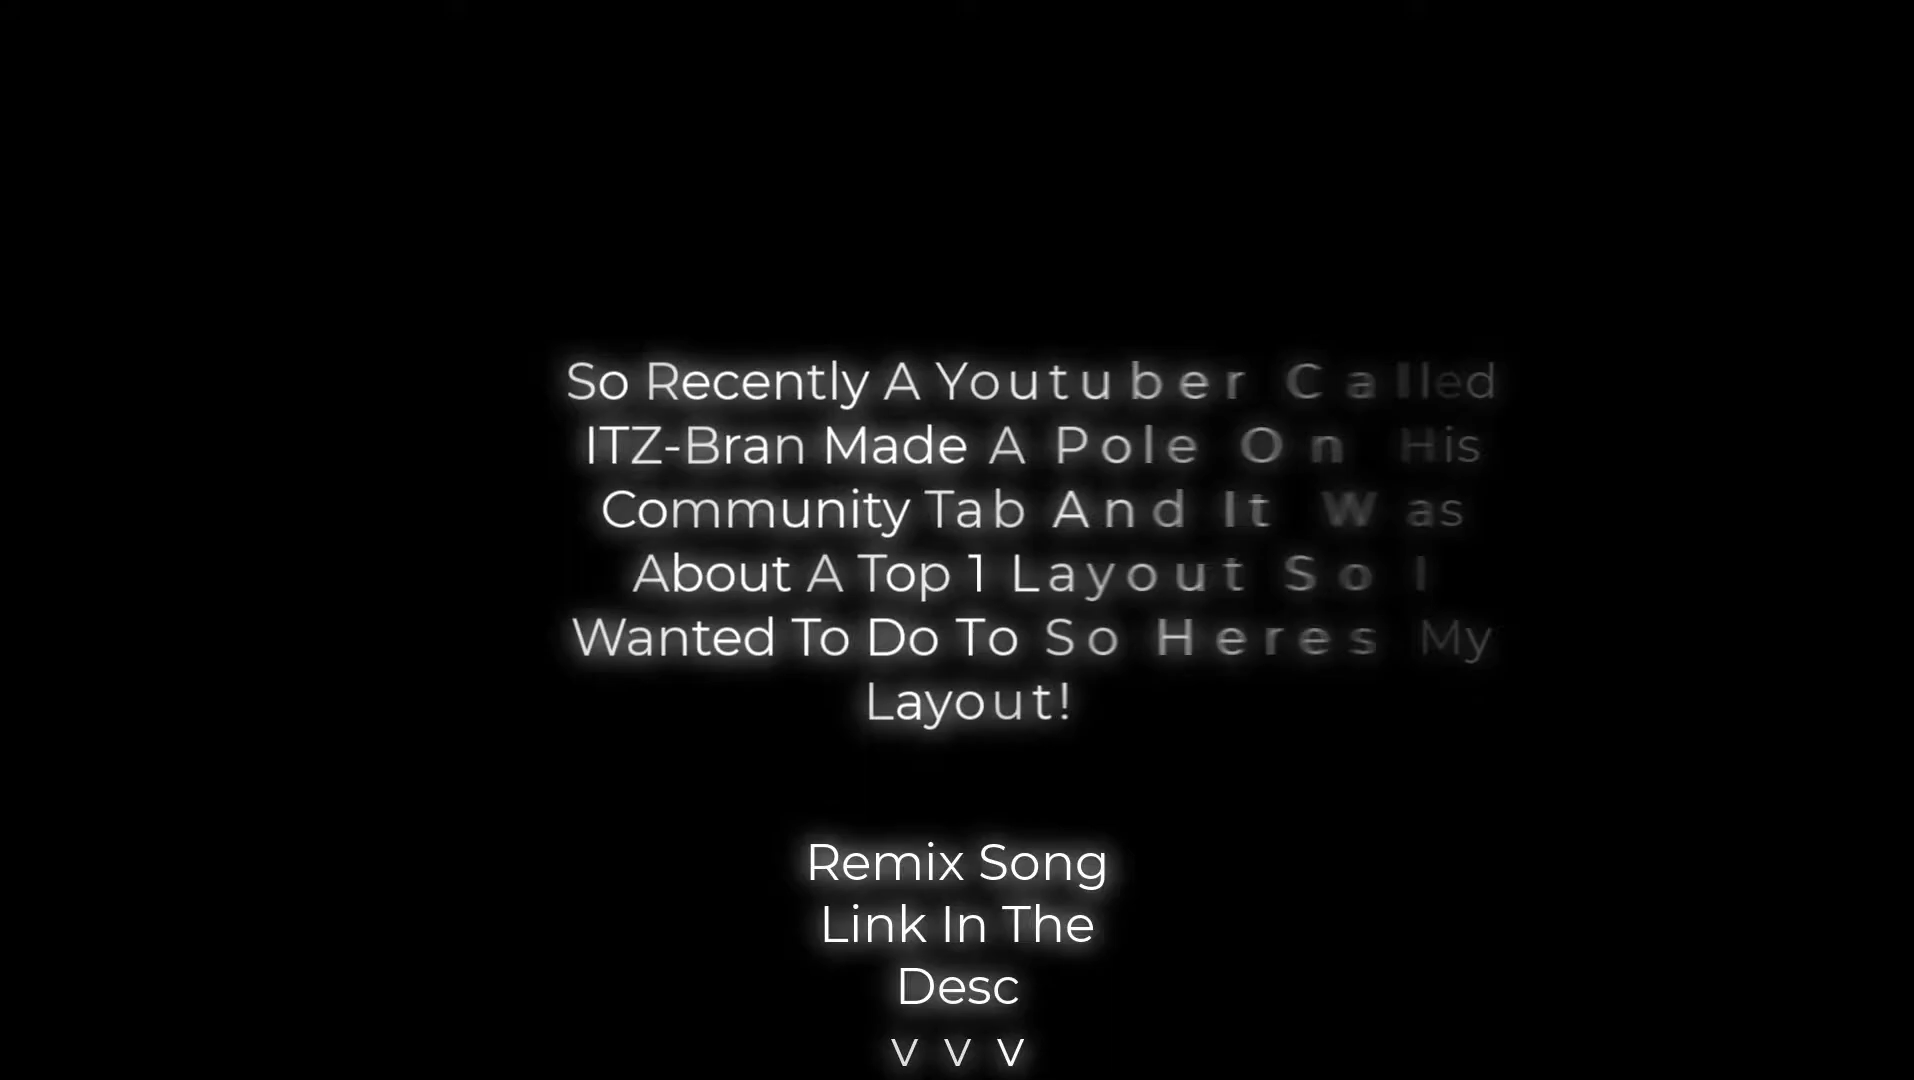 So Recently A Youtuber Called
ITZ-Bran Made A Pole On His
Community Tab And It Was
About A Top 1 Layout So I
Wanted To Do To So Heres My
Layout!
Remix Song
Link In The
Desc
v v v